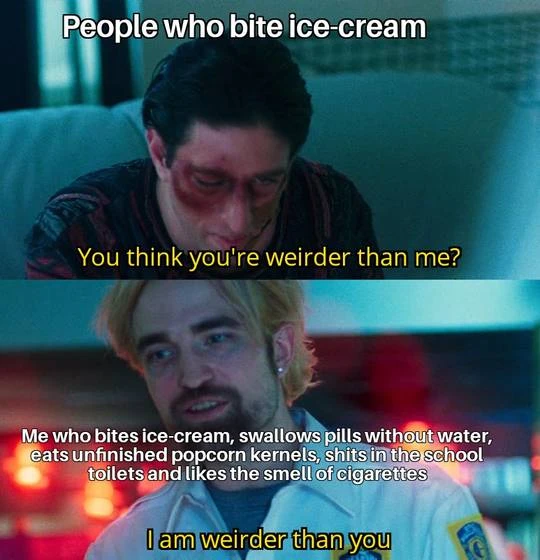 People who bite ice-cream
You think you're weirder than me?
Me who bites ice-cream, swallows pills without water,
eats unfinished popcorn kernels, shits in the school
toilets and likes the smell of cigarettes
I am weirder than you